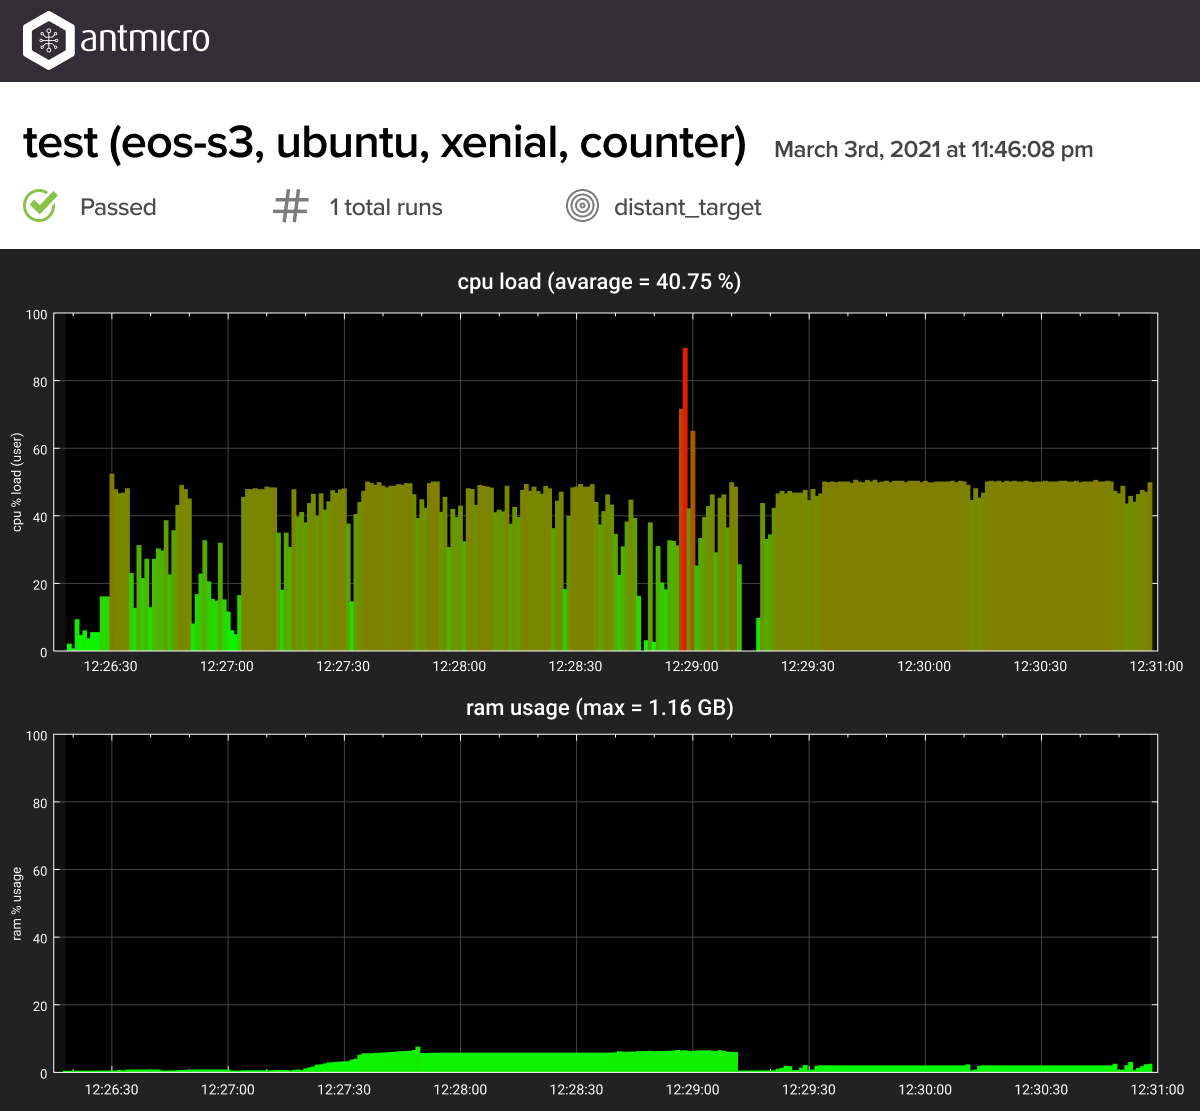 antmicro
test (eos-s3, ubuntu, xenial, counter) March 3rd, 2021 at 11:46:08 pm
Passed # 1 total runs distant_target
cpu load (avarage = 40.75 %)
100
80
60
40
20
0
cpu % load (user)
12:26:30 12:27:00 12:27:30 12:28:00 12:28:30 12:29:00 12:29:30 12:30:00 12:30:30 12:31:00
ram usage (max = 1.16 GB)
100
80
60
40
20
0
ram % usage
12:26:30 12:27:00 12:27:30 12:28:00 12:28:30 12:29:00 12:29:30 12:30:00 12:30:30 12:31:00